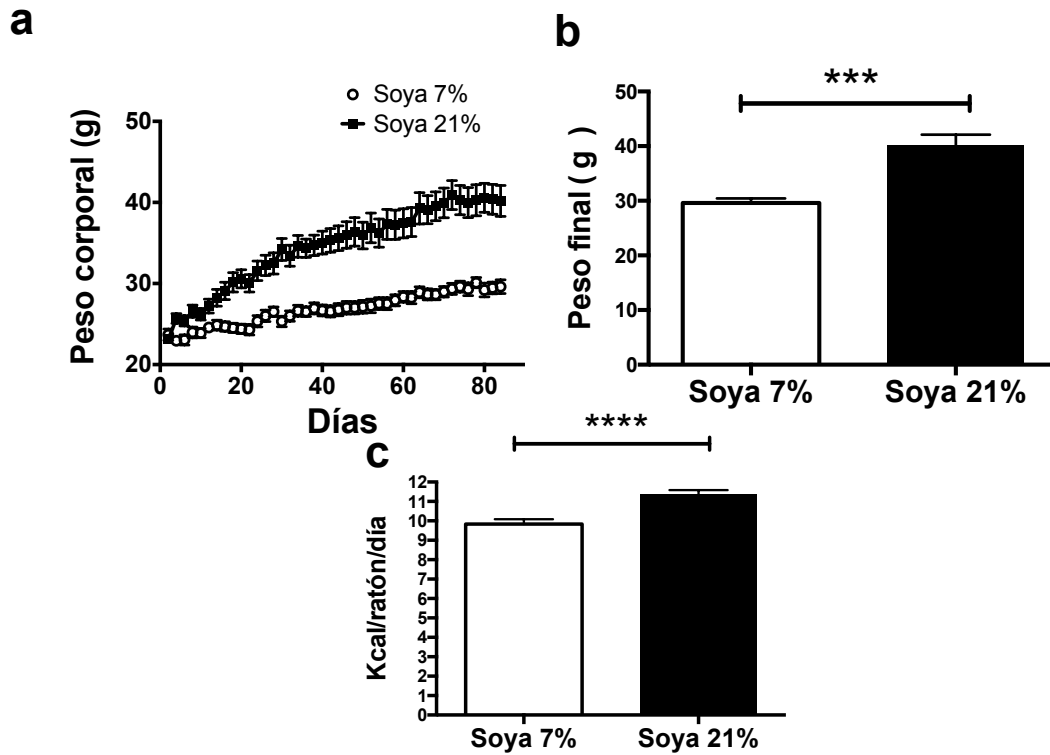 a
Soya 7%
Soya 21%
Peso corporal (g)
50
40
30
20
0 20 40 60 80
Días
b
***
Peso final ( g )
50
40
30
20
10
0
Soya 7% Soya 21%
c
****
Kcal/ratón/día
12
11
10
9
8
7
6
5
4
3
2
1
0
Soya 7% Soya 21%